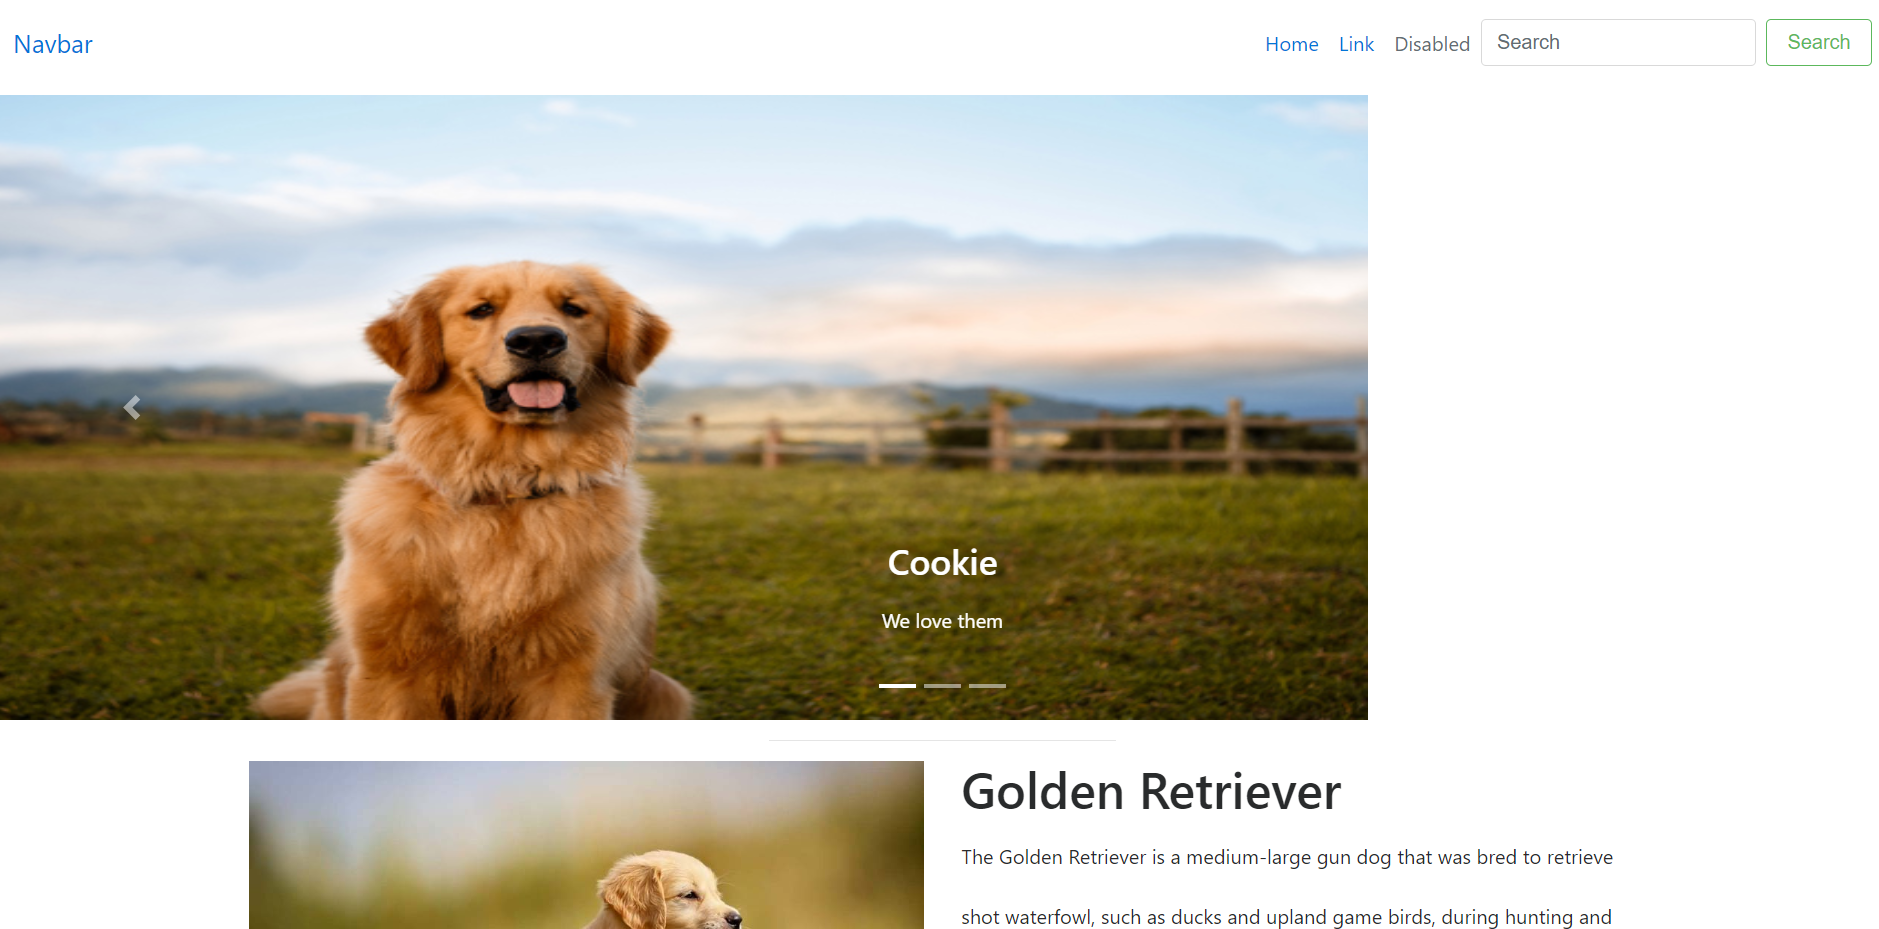 Navbar
Home Link Disabled Search Search
Cookie
We love them
Golden Retriever
The Golden Retriever is a medium-large gun dog that was bred to retrieve
shot waterfowl, such as ducks and upland game birds, during hunting and